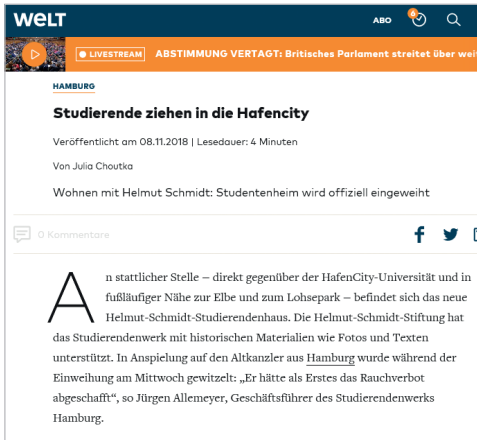 welt
ABO
6
LIVESTREAM ABSTIMMUNG VERTAGT: Britisches Parlament streitet über
HAMBURG
Studierende ziehen in die Hafencity
Veröffentlicht am 08.11.2018 | Lesedauer: 4 Minuten
Von Julia Choutka
Wohnen mit Helmut Schmidt: Studentenheim wird offiziell eingeweiht
0 Kommentare
An stattlicher Stelle – direkt gegenüber der HafenCity-Universität und in
fußläufiger Nähe zur Elbe und zum Lohsepark – befindet sich das neue
Helmut-Schmidt-Studierendenhaus. Die Helmut-Schmidt-Stiftung hat
das Studierendenwerk mit historischen Materialien wie Fotos und Texten
unterstützt. In Anspielung auf den Altkanzler aus Hamburg wurde während der
Einweihung am Mittwoch gewitzelt: „Er hätte als Erstes das Rauchverbot
abgeschafft“, so Jürgen Allemeyer, Geschäftsführer des Studierendenwerks
Hamburg.